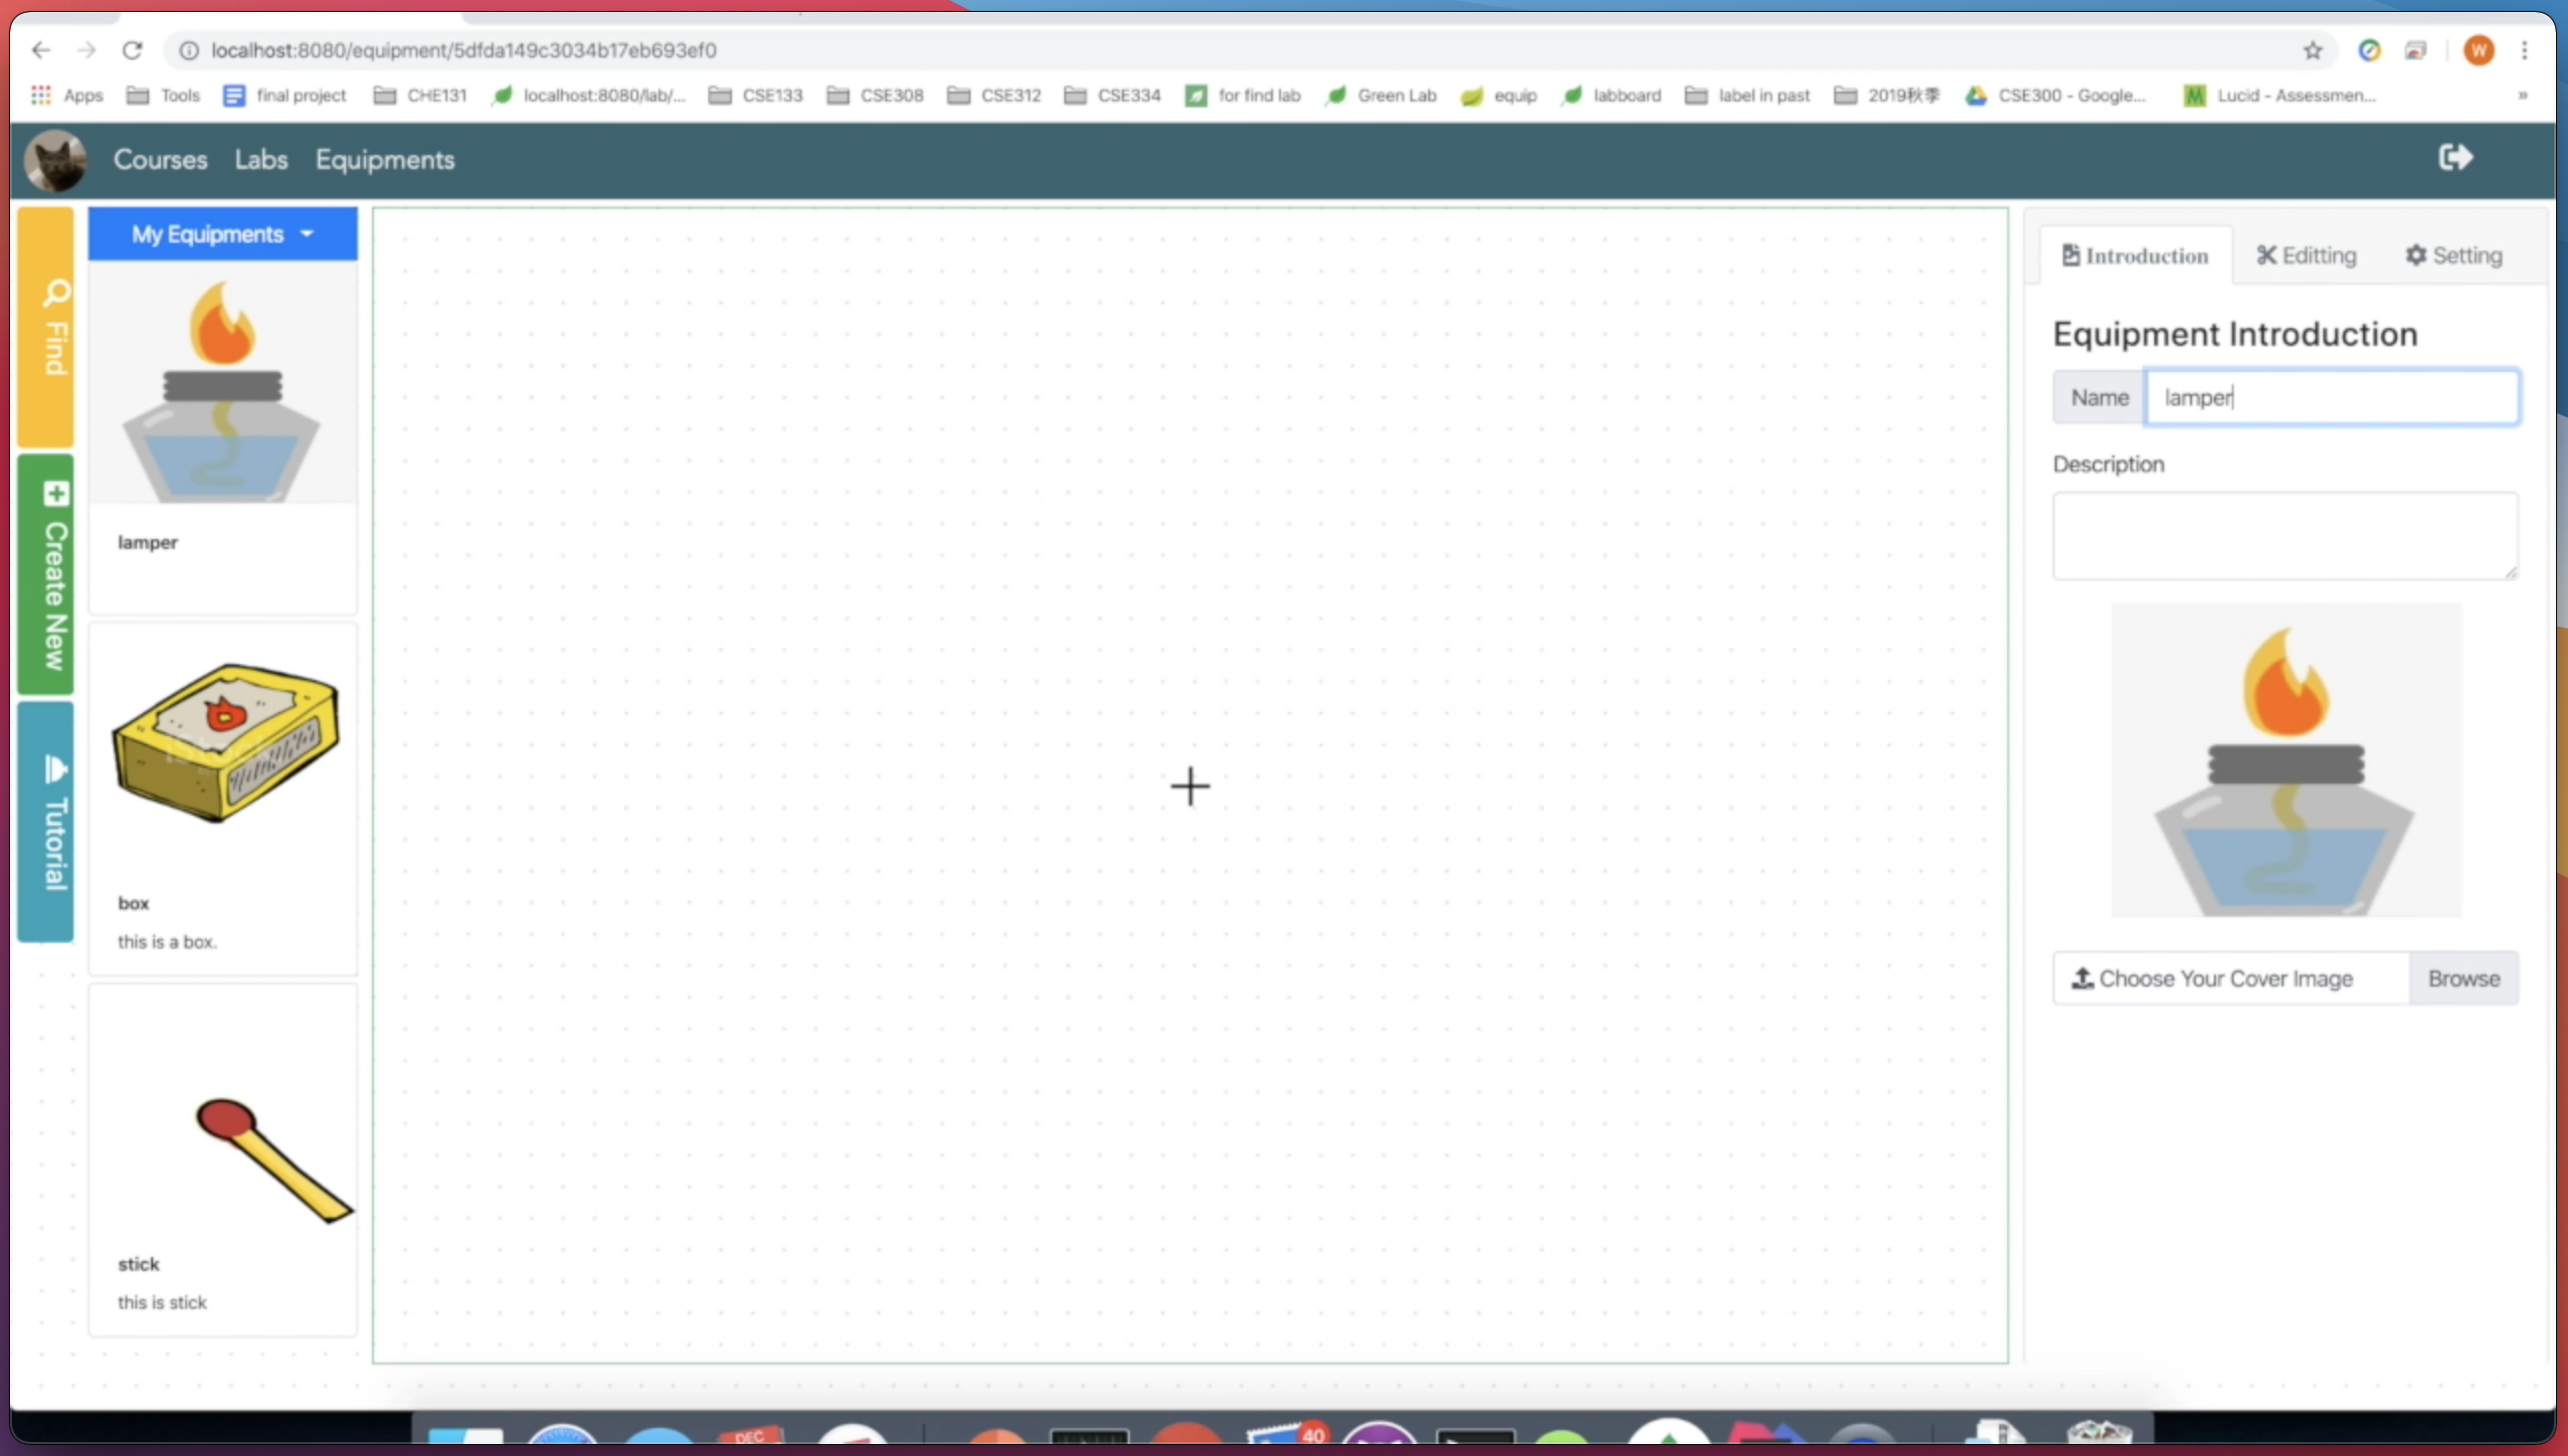 localhost:8080/equipment/5dfda149c3034b17eb693ef0
W
Apps Tools final project CHE131 localhost:8080/lab/... CSE133 CSE308 CSE312 CSE334 for find lab Green Lab equip labboard label in past 2019秋季 CSE300 - Google... Lucid - Assessmen... »
Courses Labs Equipments
Find
Create New
Tutorial
My Equipments
lamper
box
this is a box.
stick
this is stick
Introduction Editting Setting
Equipment Introduction
Name lamper
Description
Choose Your Cover Image Browse
DEC
40